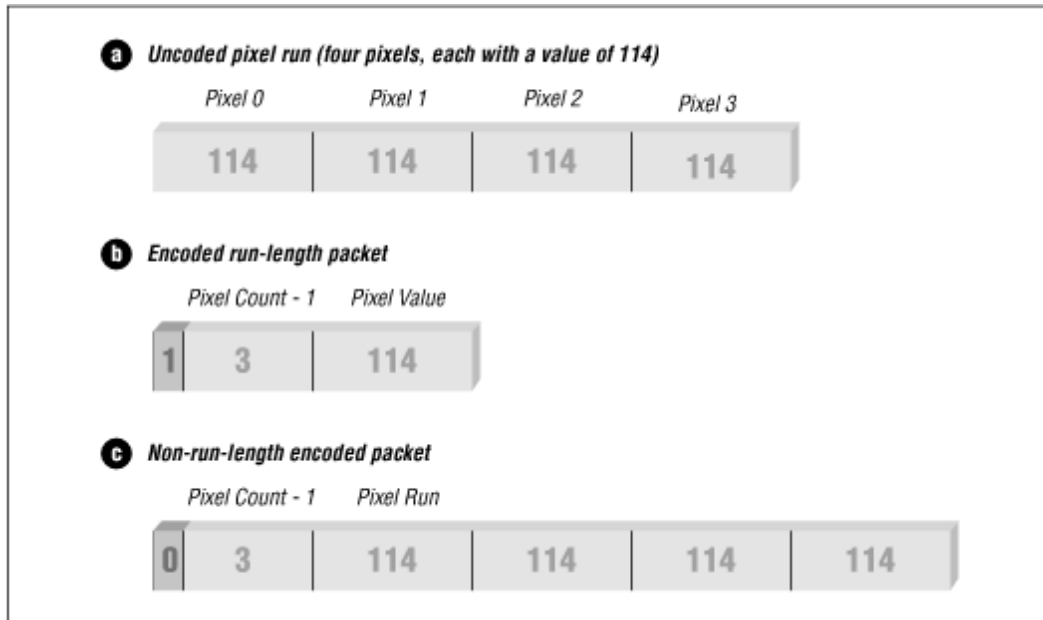 a Uncoded pixel run (four pixels, each with a value of 114)
Pixel 0 Pixel 1 Pixel 2 Pixel 3
114 114 114 114
b Encoded run-length packet
Pixel Count - 1 Pixel Value
1 3 114
c Non-run-length encoded packet
Pixel Count - 1 Pixel Run
0 3 114 114 114 114